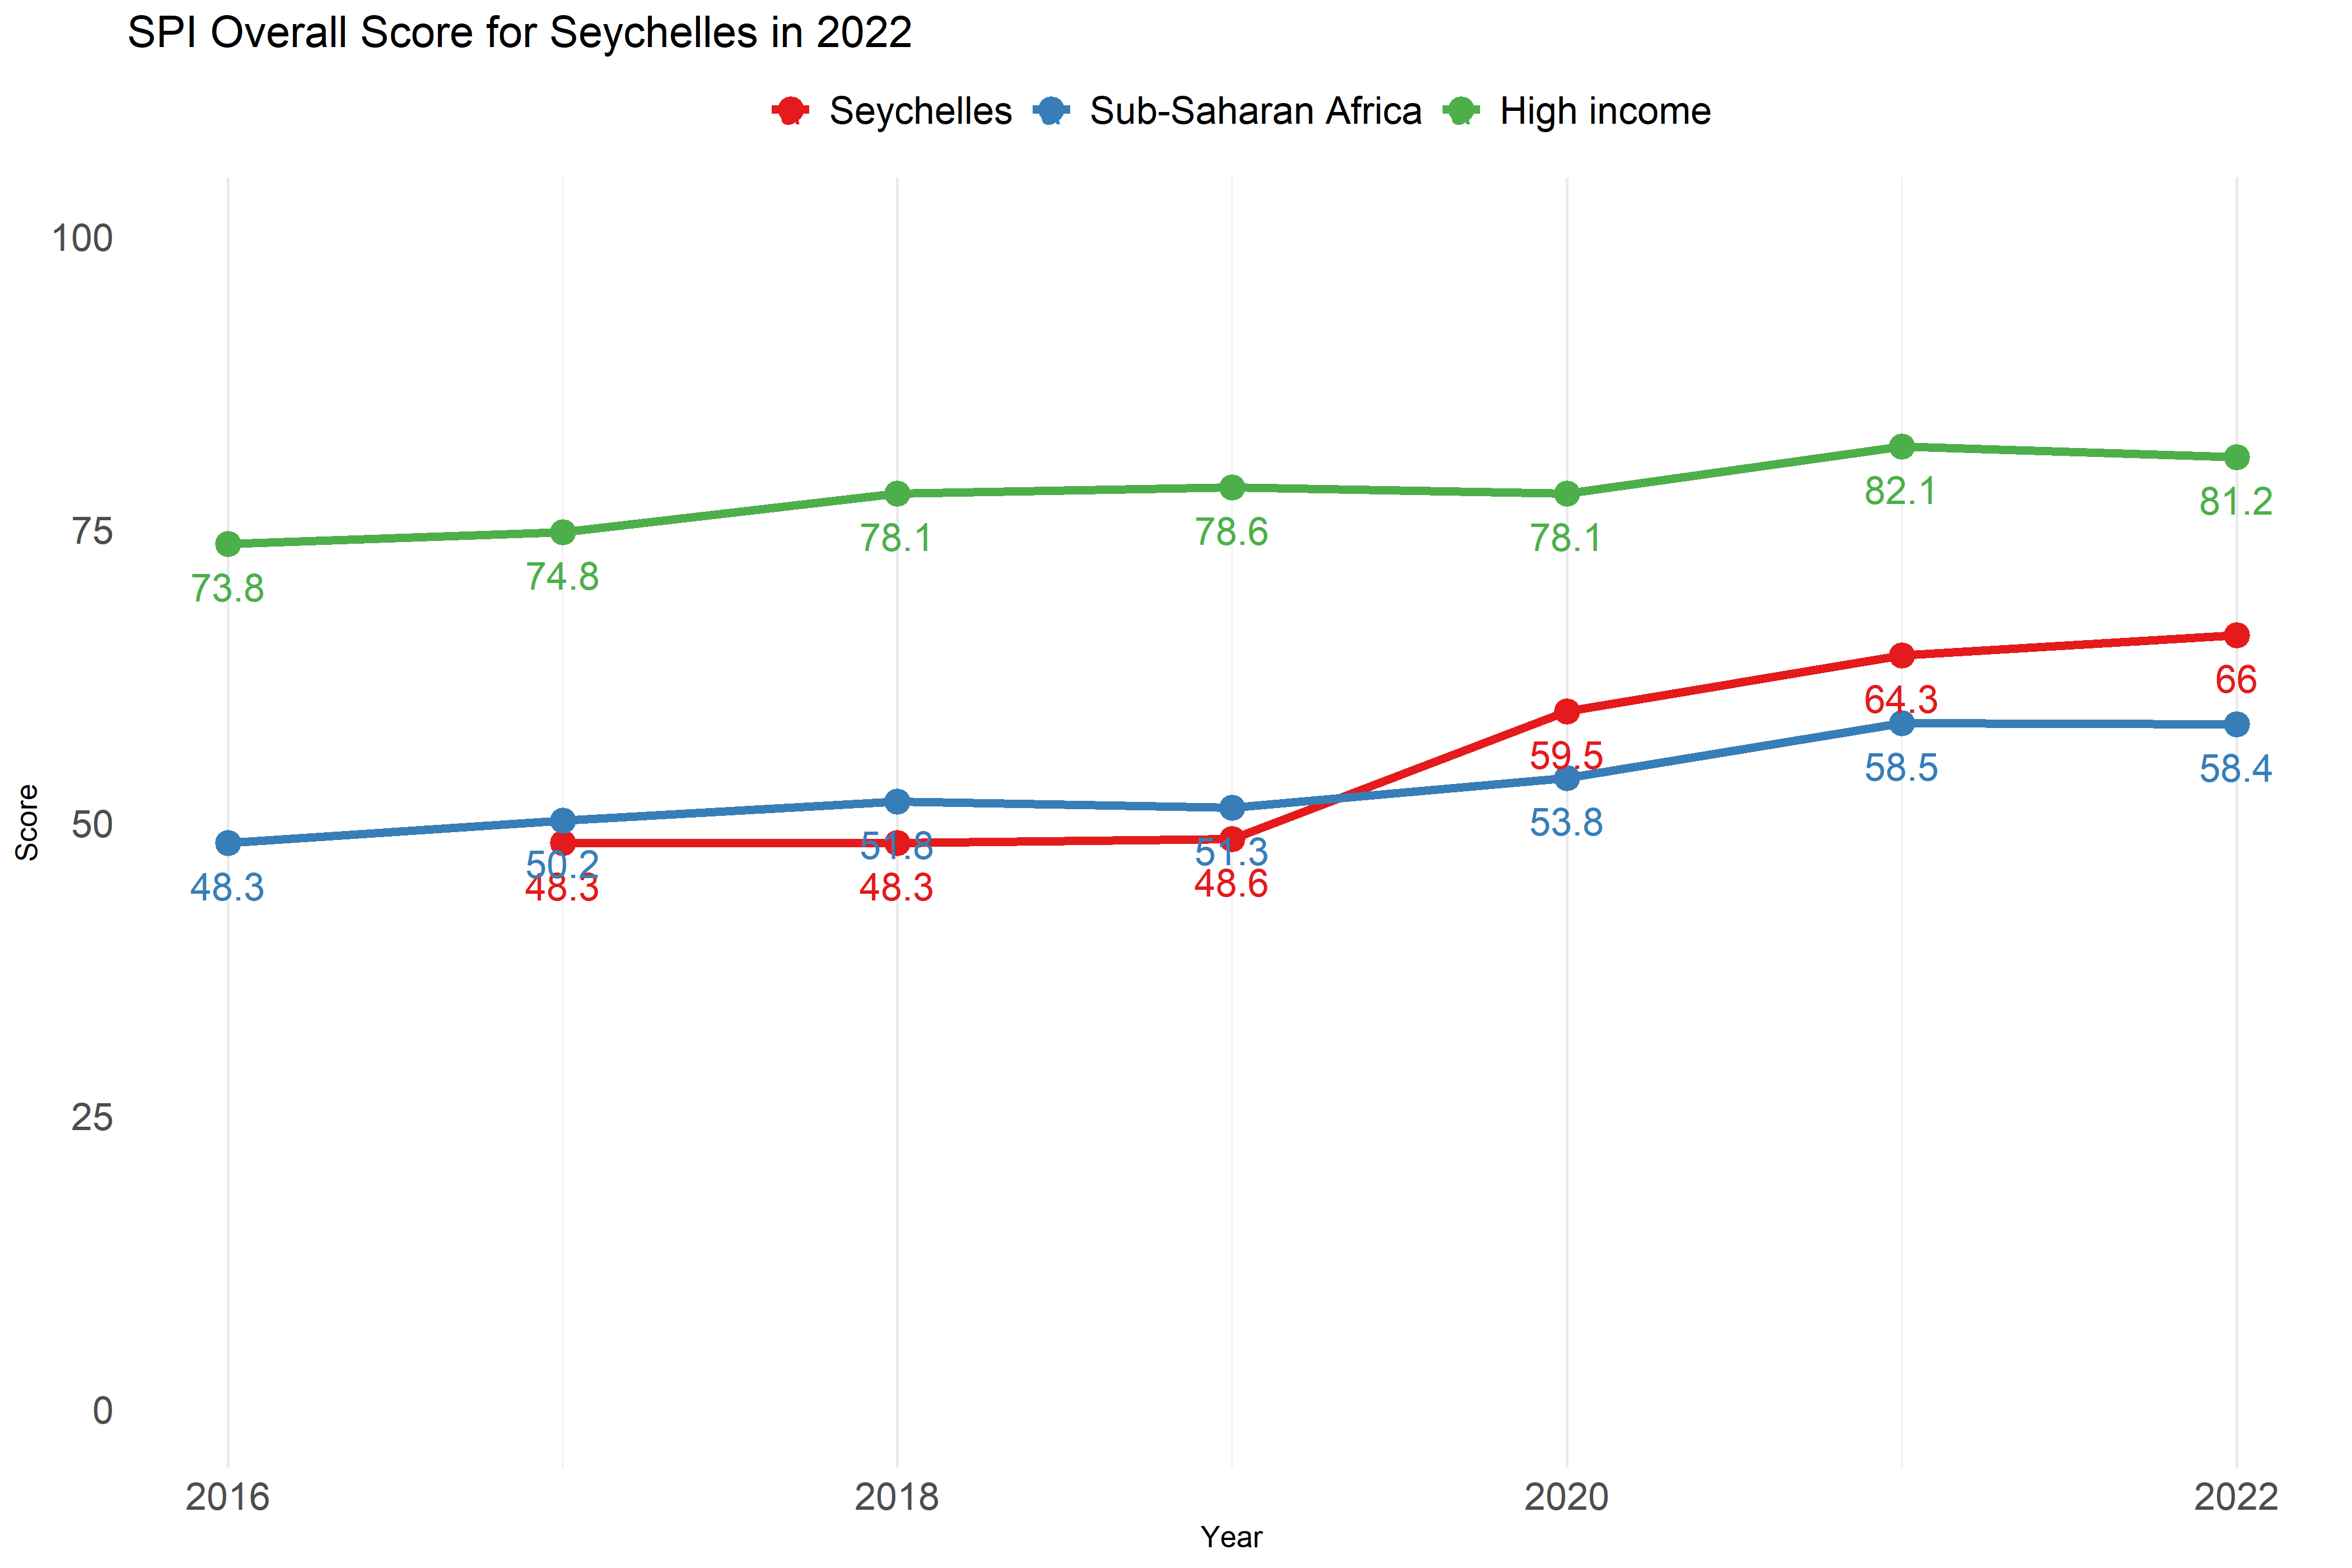 SPI Overall Score for Seychelles in 2022
Seychelles Sub-Saharan Africa High income
100
75
50
25
0
Score
73.8 74.8 78.1 78.6 78.1 82.1 81.2
59.5 64.3 66
48.3 50.2 51.8 51.3 53.8 58.5 58.4
48.3 48.3 48.6
2016 2018 2020 2022
Year